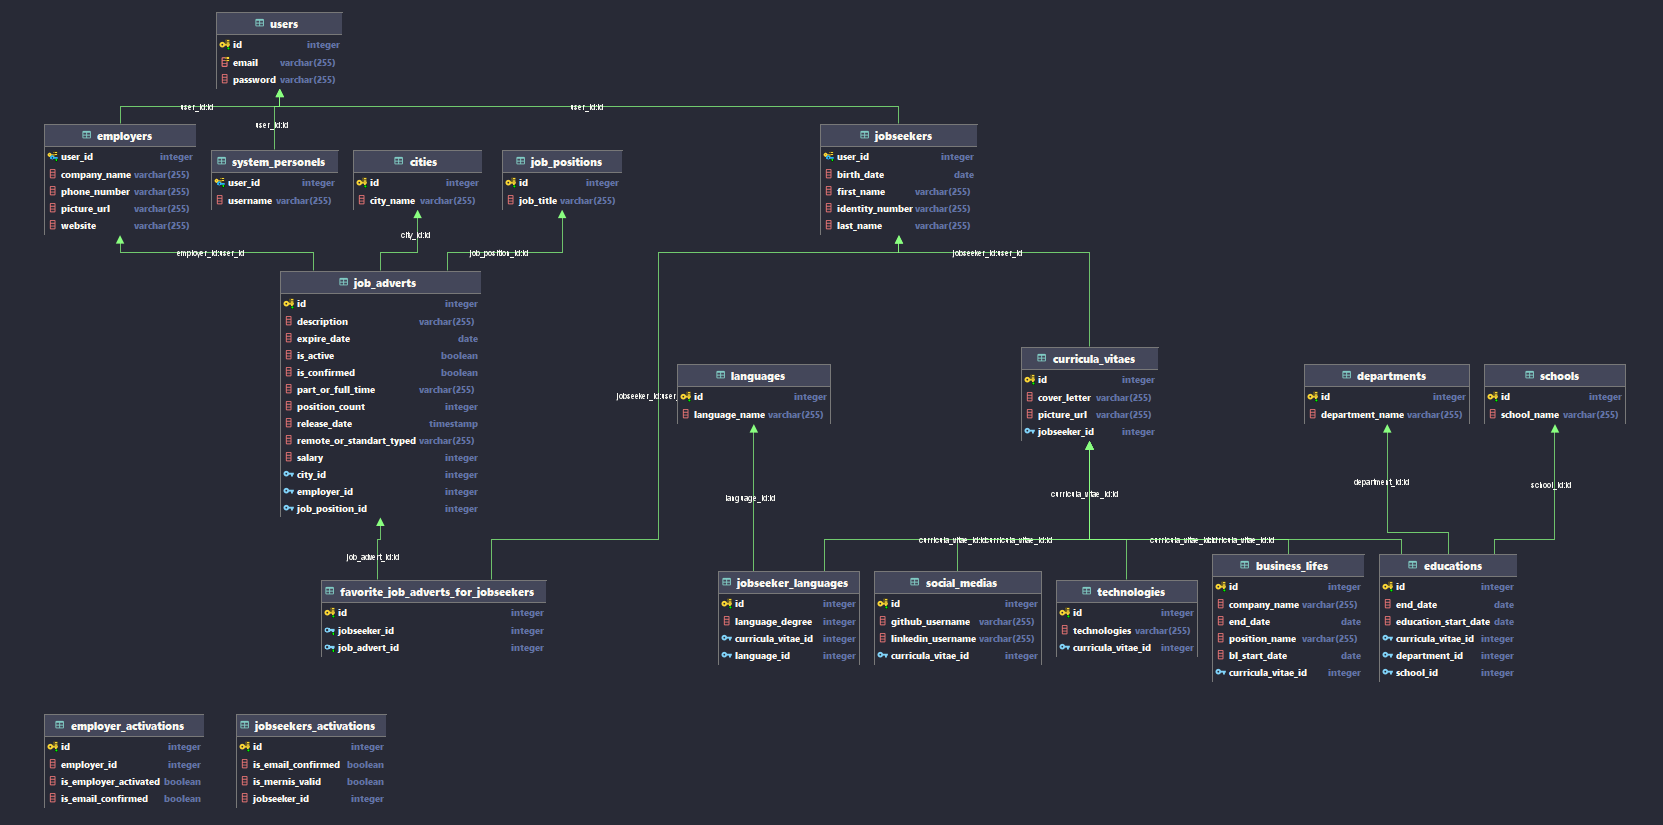 users
id integer
email varchar(255)
password varchar(255)
user_id:id
user_id:id
user_id:id
employers
user_id integer
company_name varchar(255)
phone_number varchar(255)
picture_url varchar(255)
website varchar(255)
system_personels
user_id integer
username varchar(255)
cities
id integer
city_name varchar(255)
job_positions
id integer
job_title varchar(255)
jobseekers
user_id integer
birth_date date
first_name varchar(255)
identity_number varchar(255)
last_name varchar(255)
employer_id:user_id
city_id:id
job_position_id:id
jobseeker_id:user_id
job_adverts
id integer
description varchar(255)
expire_date date
is_active boolean
is_confirmed boolean
part_or_full_time varchar(255)
position_count integer
release_date timestamp
remote_or_standart_typed varchar(255)
salary integer
city_id integer
employer_id integer
job_position_id integer
jobseeker_id:user_
languages
id integer
language_name varchar(255)
curricula_vitaes
id integer
cover_letter varchar(255)
picture_url varchar(255)
jobseeker_id integer
departments
id integer
department_name varchar(255)
schools
id integer
school_name varchar(255)
language_id:id
curricula_vitae_id:id
department_id:id
school_id:id
job_advert_id:id
curricula_vitae_id:id
curricula_vitae_id:id
curricula_vitae_id:id
favorite_job_adverts_for_jobseekers
id integer
jobseeker_id integer
job_advert_id integer
jobseeker_languages
id integer
language_degree integer
curricula_vitae_id integer
language_id integer
social_medias
id integer
github_username varchar(255)
linkedin_username varchar(255)
curricula_vitae_id integer
technologies
id integer
technologies varchar(255)
curricula_vitae_id integer
business_lifes
id integer
company_name varchar(255)
end_date date
position_name varchar(255)
bl_start_date date
curricula_vitae_id integer
educations
id integer
end_date date
education_start_date date
curricula_vitae_id integer
department_id integer
school_id integer
employer_activations
id integer
employer_id integer
is_employer_activated boolean
is_email_confirmed boolean
jobseekers_activations
id integer
is_email_confirmed boolean
is_mernis_valid boolean
jobseeker_id integer